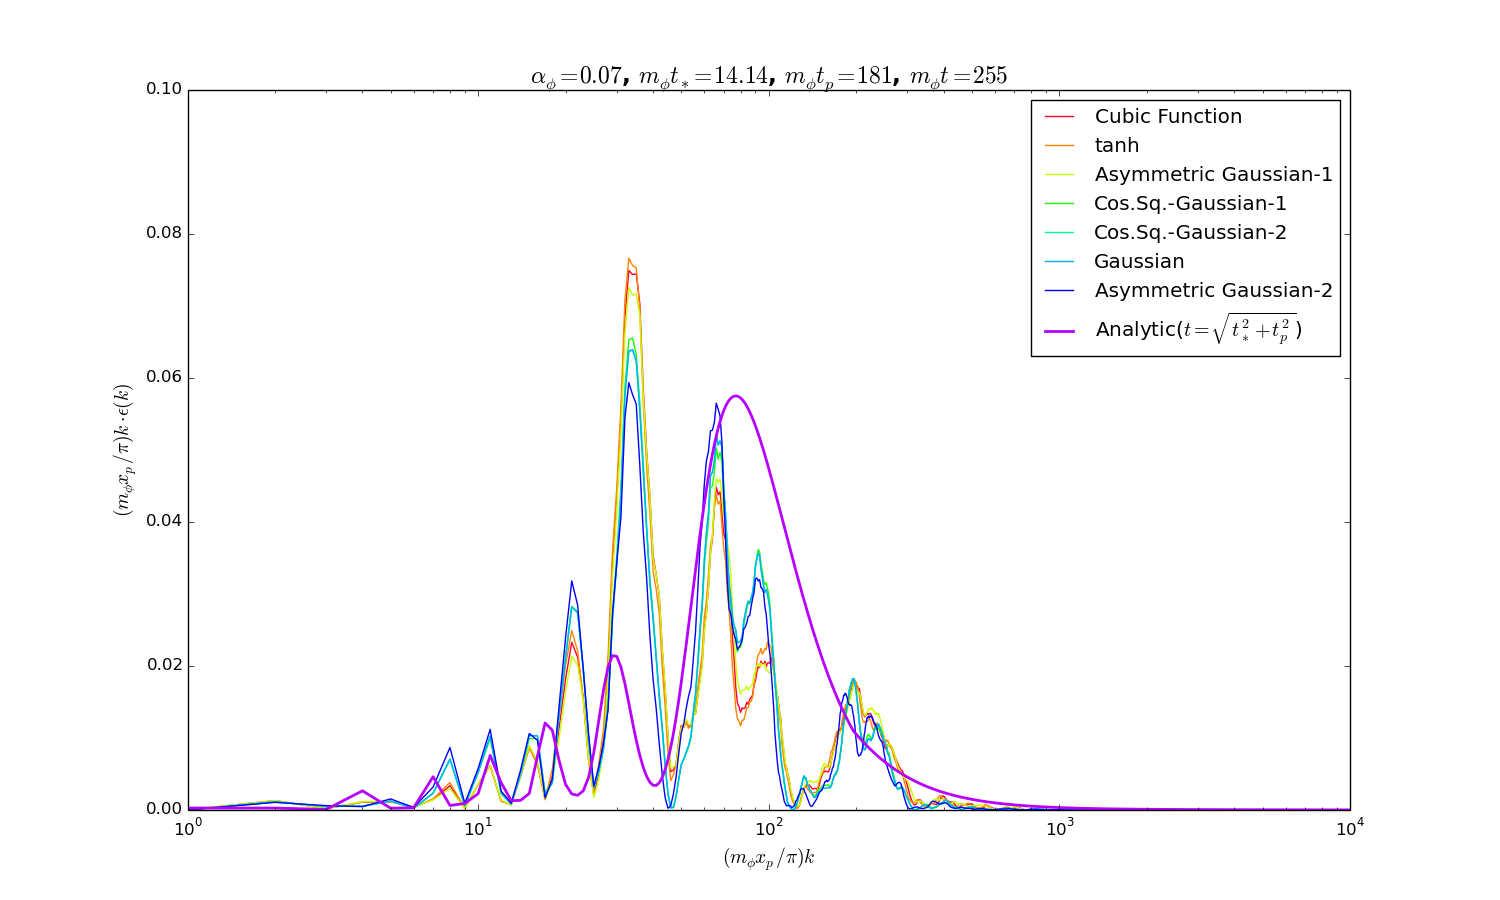 α_ϕ=0.07, m_ϕt_*=14.14, m_ϕt_p=181, m_ϕt=255
0.10
0.08
0.06
0.04
0.02
0.00
(m_ϕx_p/π)k·ϵ(k)
Cubic Function
tanh
Asymmetric Gaussian-1
Cos.Sq.-Gaussian-1
Cos.Sq.-Gaussian-2
Gaussian
Asymmetric Gaussian-2
Analytic(t=√(t_*^2+t_p^2))
10^0 10^1 10^2 10^3 10^4
(m_ϕx_p/π)k